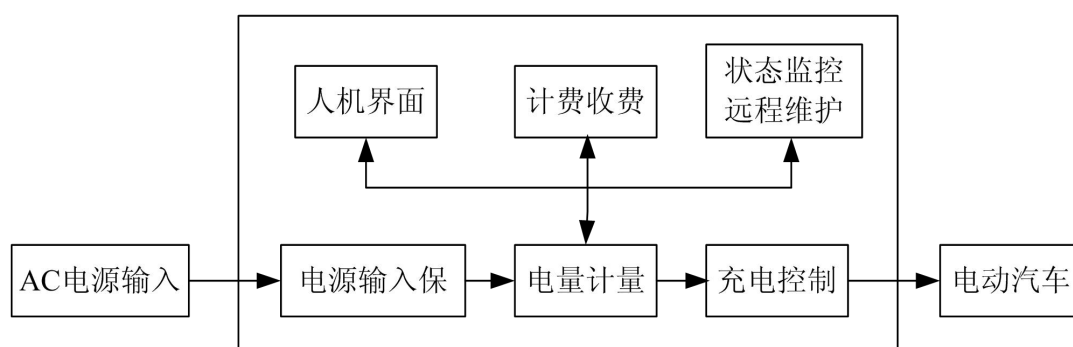 人机界面
计费收费
状态监控
远程维护
AC电源输入
电源输入保
电量计量
充电控制
电动汽车